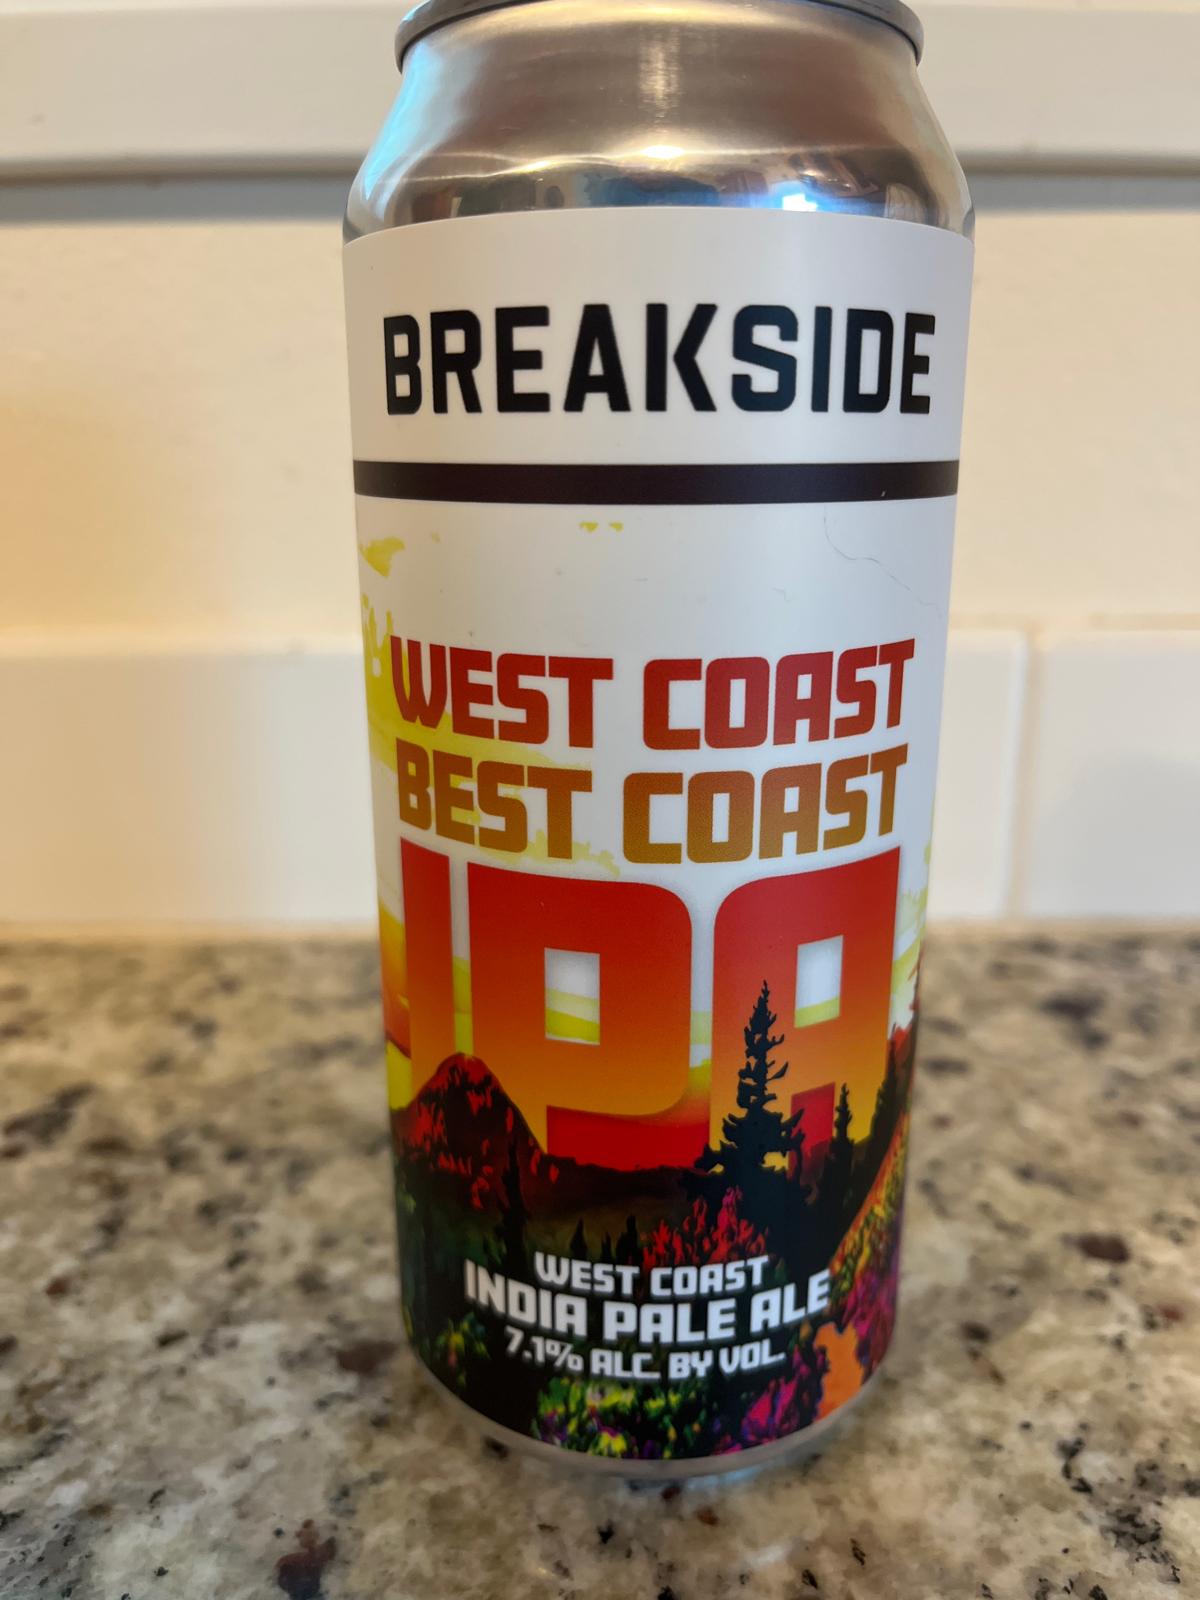 BREAKSIDE
WEST COAST
BEST COAST
IPA
WEST COAST
INDIA PALE ALE
7.1% ALC. BY VOL.